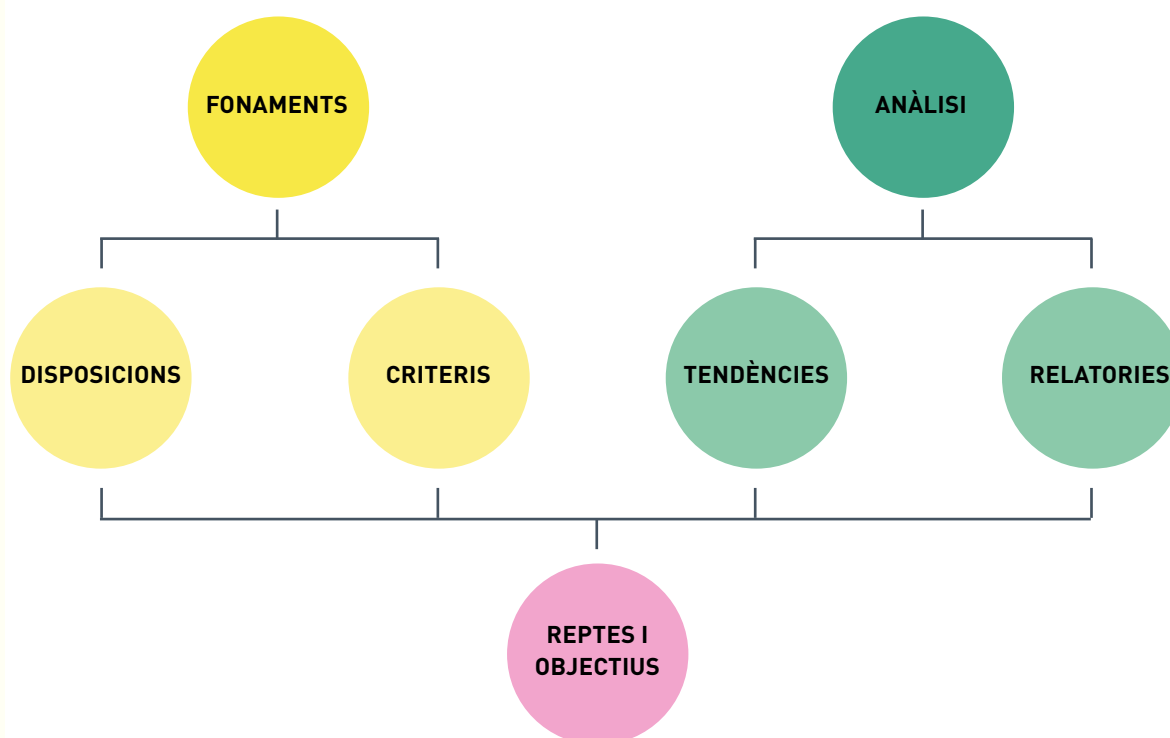 FONAMENTS
ANÀLISI
DISPOSICIONS
CRITERIS
TENDÈNCIES
RELATORIES
REPTES I
OBJECTIUS